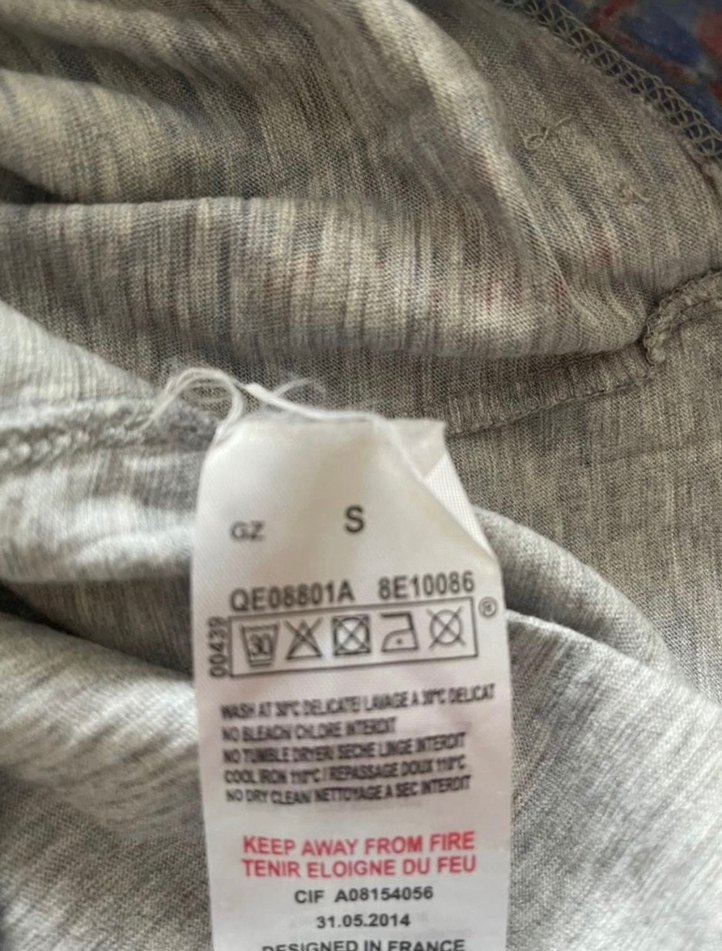 GZ S
QE08801A 8E10086
00439
30
®
WASH AT 30°C DELICATE/ LAVAGE A 30°C DELICAT
NO BLEACH/ CHLORE INTERDIT
NO TUMBLE DRYER/ SECHE LINGE INTERDIT
COOL IRON 110°C / REPASSAGE DOUX 110°C
NO DRY CLEAN/ NETTOYAGE A SEC INTERDIT
KEEP AWAY FROM FIRE
TENIR ELOIGNE DU FEU
CIF A08154056
31.05.2014
DESIGNED IN FRANCE